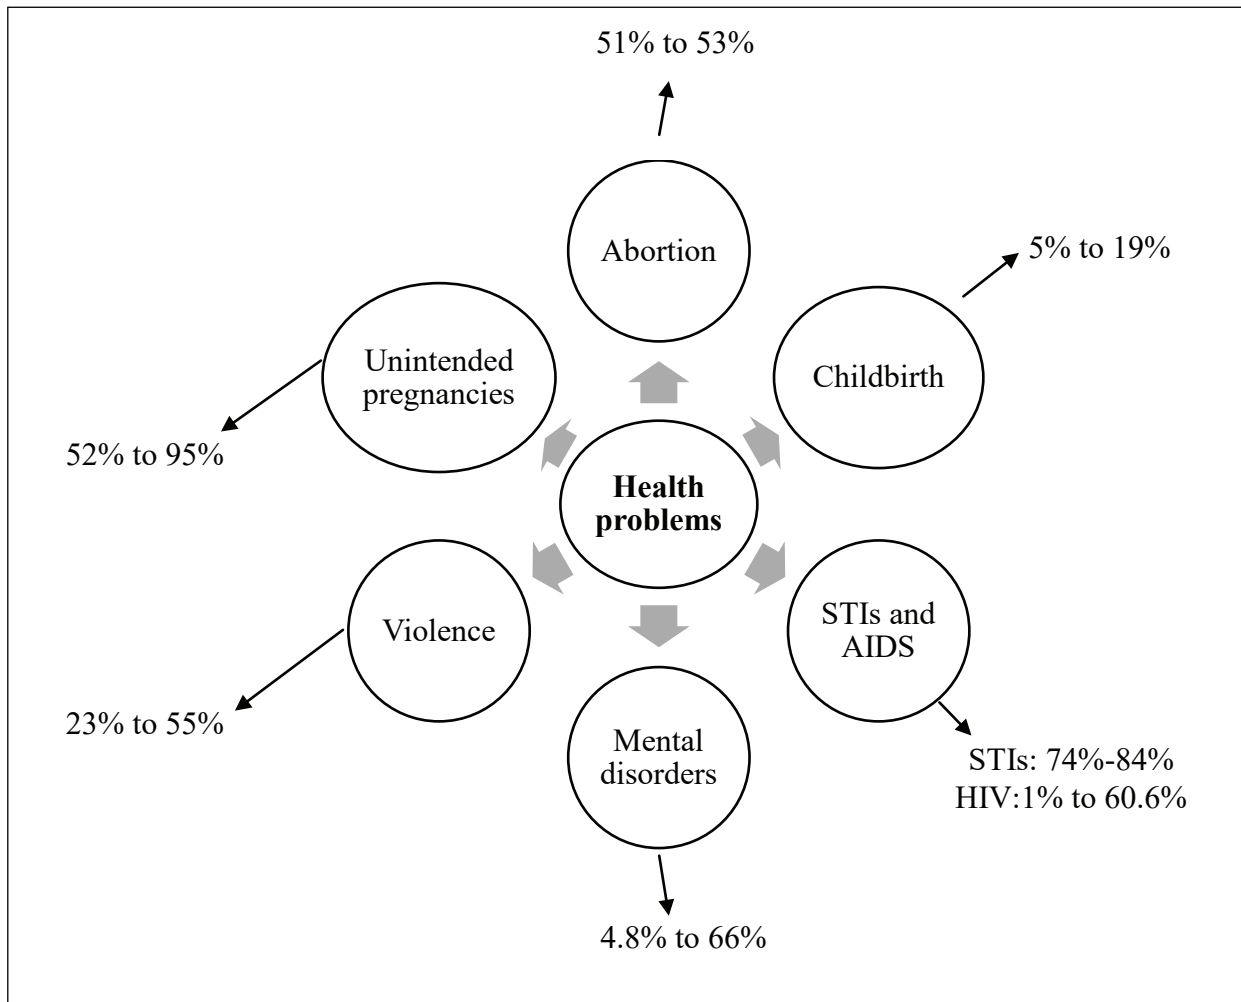 51% to 53%
Abortion
5% to 19%
Childbirth
Unintended
pregnancies
52% to 95%
Health
problems
Violence
23% to 55%
STIs and
AIDS
STIs: 74%-84%
HIV:1% to 60.6%
Mental
disorders
4.8% to 66%